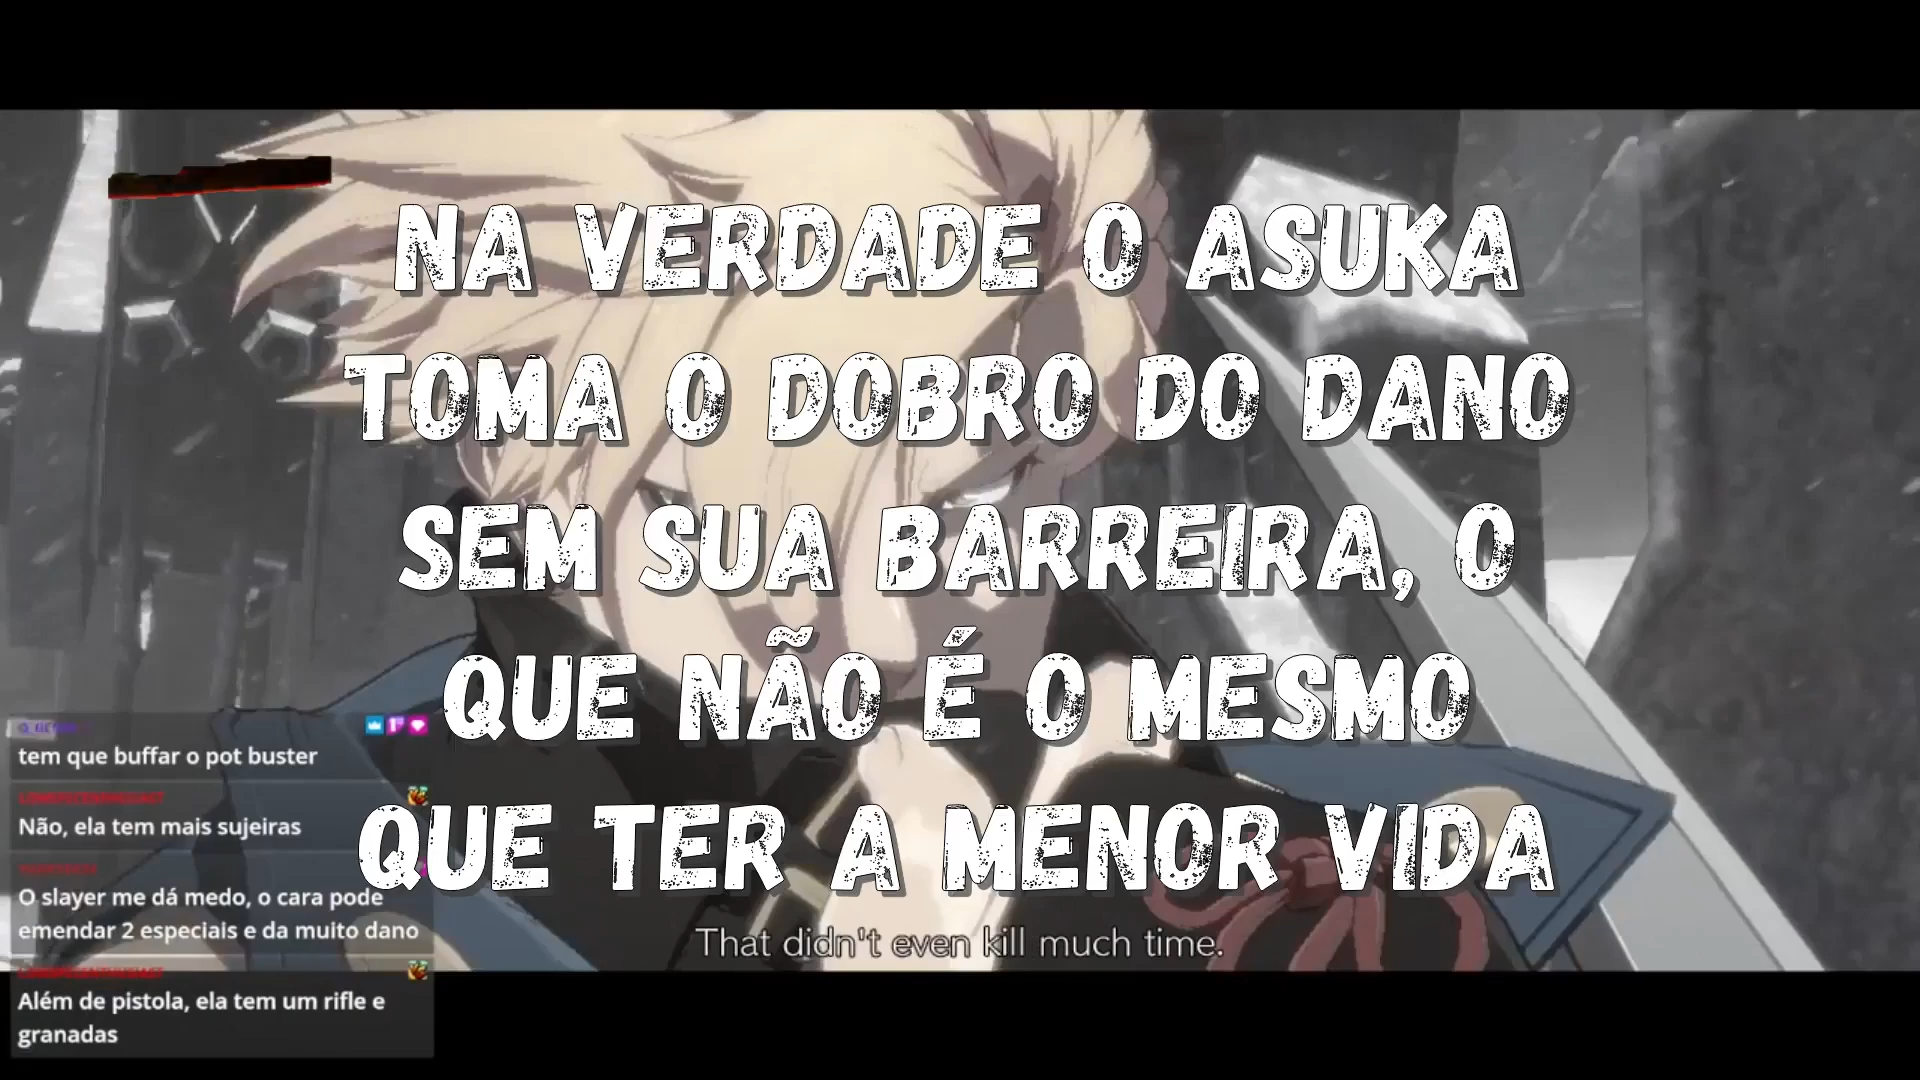 NA VERDADE O ASUKA
TOMA O DOBRO DO DANO
SEM SUA BARREIRA, O
QUE NÃO É O MESMO
QUE TER A MENOR VIDA
That didn't even kill much time.
tem que buffar o pot buster
Não, ela tem mais sujeiras
O slayer me dá medo, o cara pode
emendar 2 especiais e da muito dano
Além de pistola, ela tem um rifle e
granadas